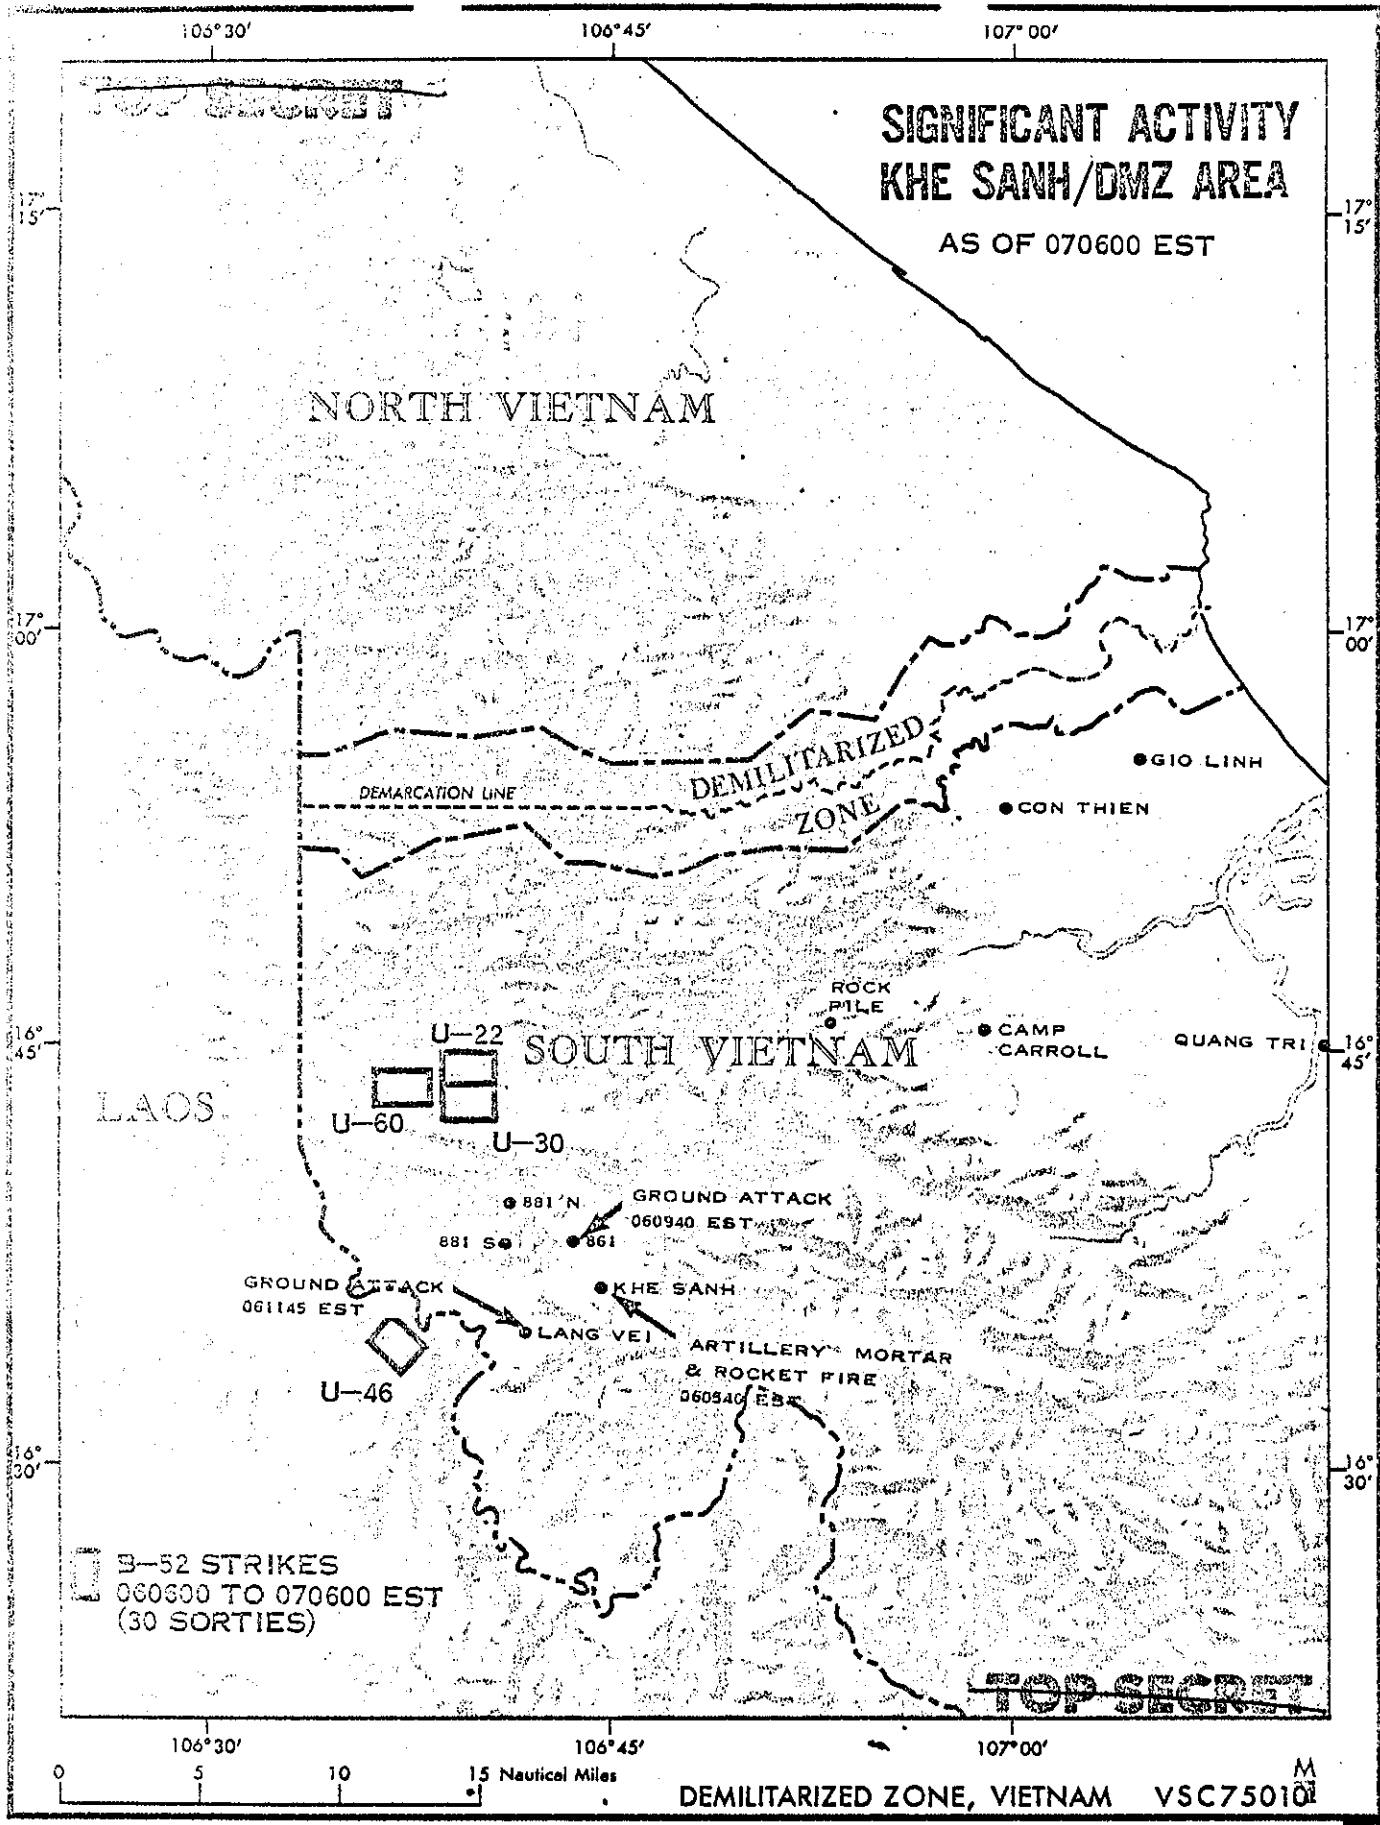 106°30' 106°45' 107°00'
TOP SECRET
SIGNIFICANT ACTIVITY
KHE SANH/DMZ AREA
AS OF 070600 EST
17°
15'
17°
15'
NORTH VIETNAM
17°
00'
17°
00'
DEMILITARIZED
ZONE
DEMARCATION LINE
GIO LINH
CON THIEN
ROCK
PILE
CAMP
CARROLL
QUANG TRI
16°
45'
16°
45'
U-22
SOUTH VIETNAM
LAOS
U-60
U-30
881 N
GROUND ATTACK
060940 EST
881 S
861
GROUND ATTACK
061145 EST
KHE SANH
LANG VEI
ARTILLERY MORTAR
& ROCKET FIRE
EST
U-46
16°
30'
16°
30'
B-52 STRIKES
060600 TO 070600 EST
(30 SORTIES)
TOP SECRET
106°30' 106°45' 107°00'
0 5 10 15 Nautical Miles
DEMILITARIZED ZONE, VIETNAM VSC75010
M